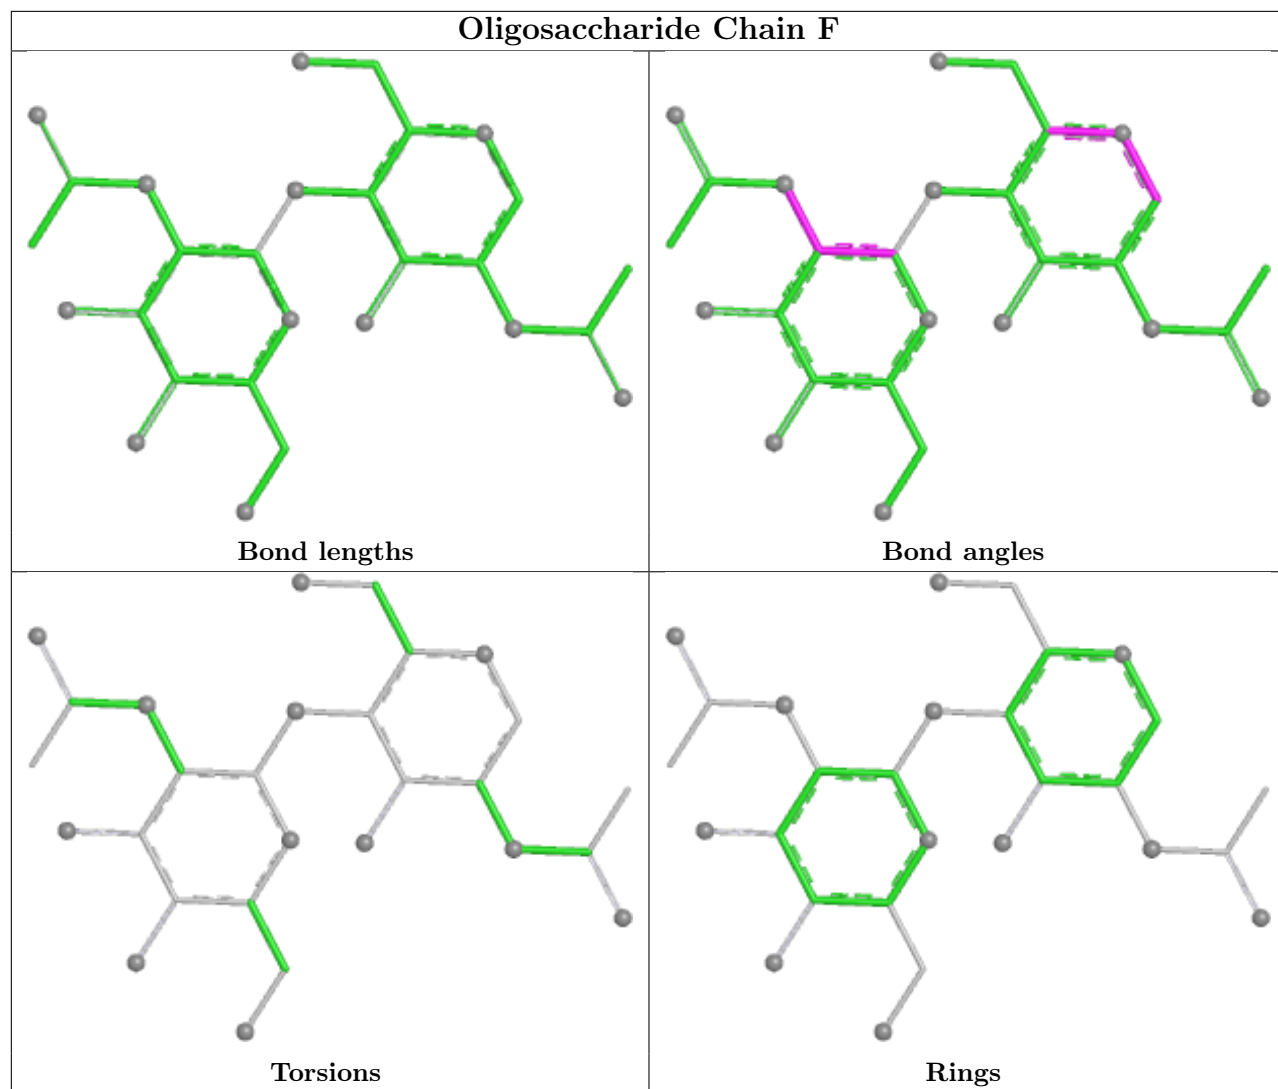 Oligosaccharide Chain F
Bond lengths
Bond angles
Torsions
Rings